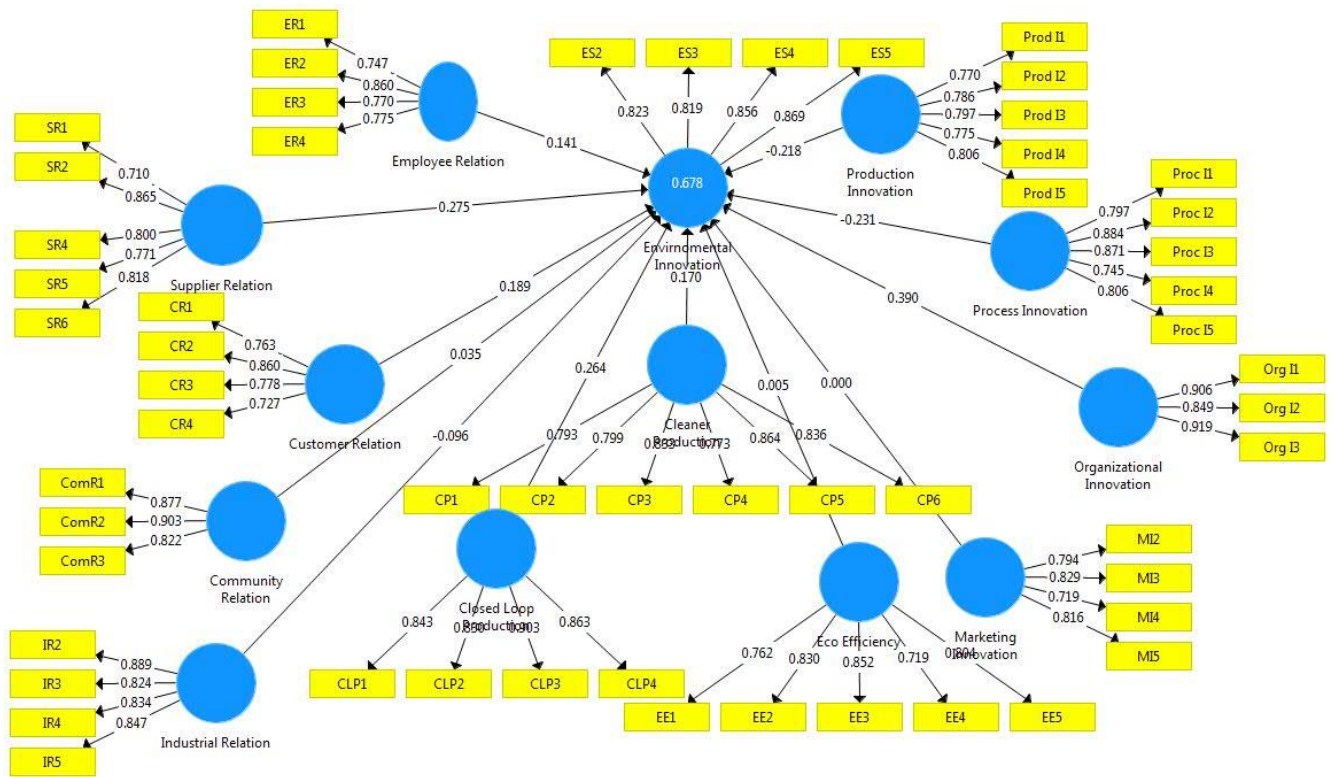 ER1
ER2
ER3
ER4
0.747
0.860
0.770
0.775
Employee Relation
0.141
ES2
ES3
ES4
ES5
0.823
0.819
0.856
0.869
0.678
Envirnomental
Innovation
Prod I1
Prod I2
Prod I3
Prod I4
Prod I5
0.770
0.786
0.797
0.775
0.806
Production
Innovation
-0.218
SR1
SR2
SR4
SR5
SR6
0.710
0.865
0.800
0.771
0.818
Supplier Relation
0.275
Proc I1
Proc I2
Proc I3
Proc I4
Proc I5
0.797
0.884
0.871
0.745
0.806
Process Innovation
-0.231
CR1
CR2
CR3
CR4
0.763
0.860
0.778
0.727
Customer Relation
0.189
0.170
Cleaner
Production
0.793
0.799
0.773
0.864
0.836
CP1
CP2
CP3
CP4
CP5
CP6
Org I1
Org I2
Org I3
0.906
0.849
0.919
Organizational
Innovation
0.390
ComR1
ComR2
ComR3
0.877
0.903
0.822
Community
Relation
0.035
IR2
IR3
IR4
IR5
0.889
0.824
0.834
0.847
Industrial Relation
-0.096
Closed Loop
Production
0.264
0.843
0.903
0.863
CLP1
CLP2
CLP3
CLP4
Eco Efficiency
0.005
0.762
0.830
0.852
0.719
EE1
EE2
EE3
EE4
EE5
Marketing
Innovation
0.000
MI2
MI3
MI4
MI5
0.794
0.829
0.719
0.816